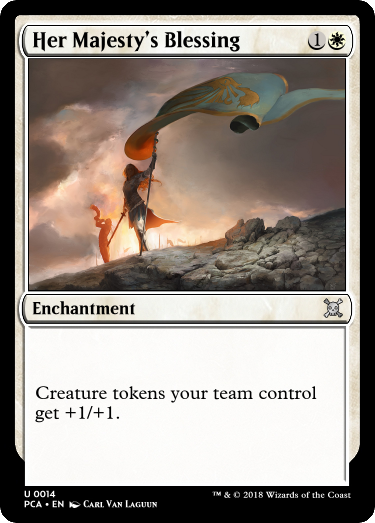 Her Majesty's Blessing 1
Enchantment
Creature tokens your team control
get +1/+1.
U 0014
PCA • EN Carl Van Laguun
™ & © 2018 Wizards of the Coast